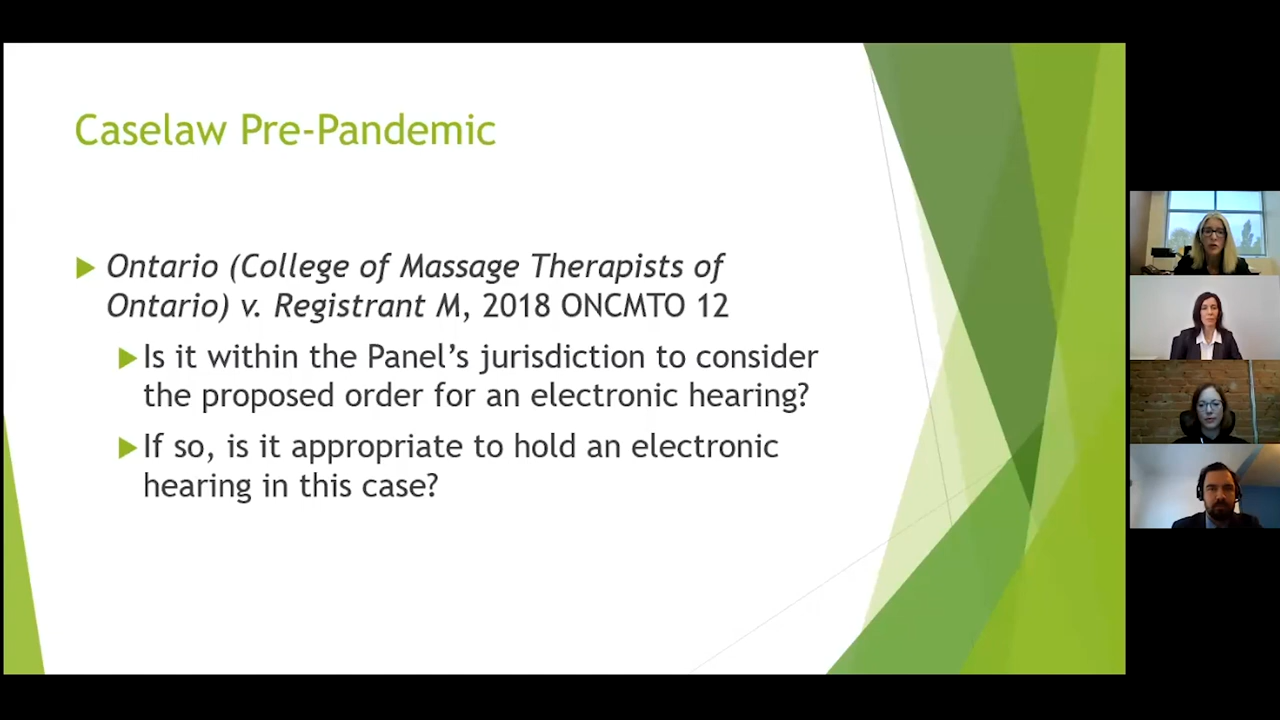 Caselaw Pre-Pandemic
Ontario (College of Massage Therapists of
Ontario) v. Registrant M, 2018 ONCMTO 12
Is it within the Panel's jurisdiction to consider
the proposed order for an electronic hearing?
If so, is it appropriate to hold an electronic
hearing in this case?